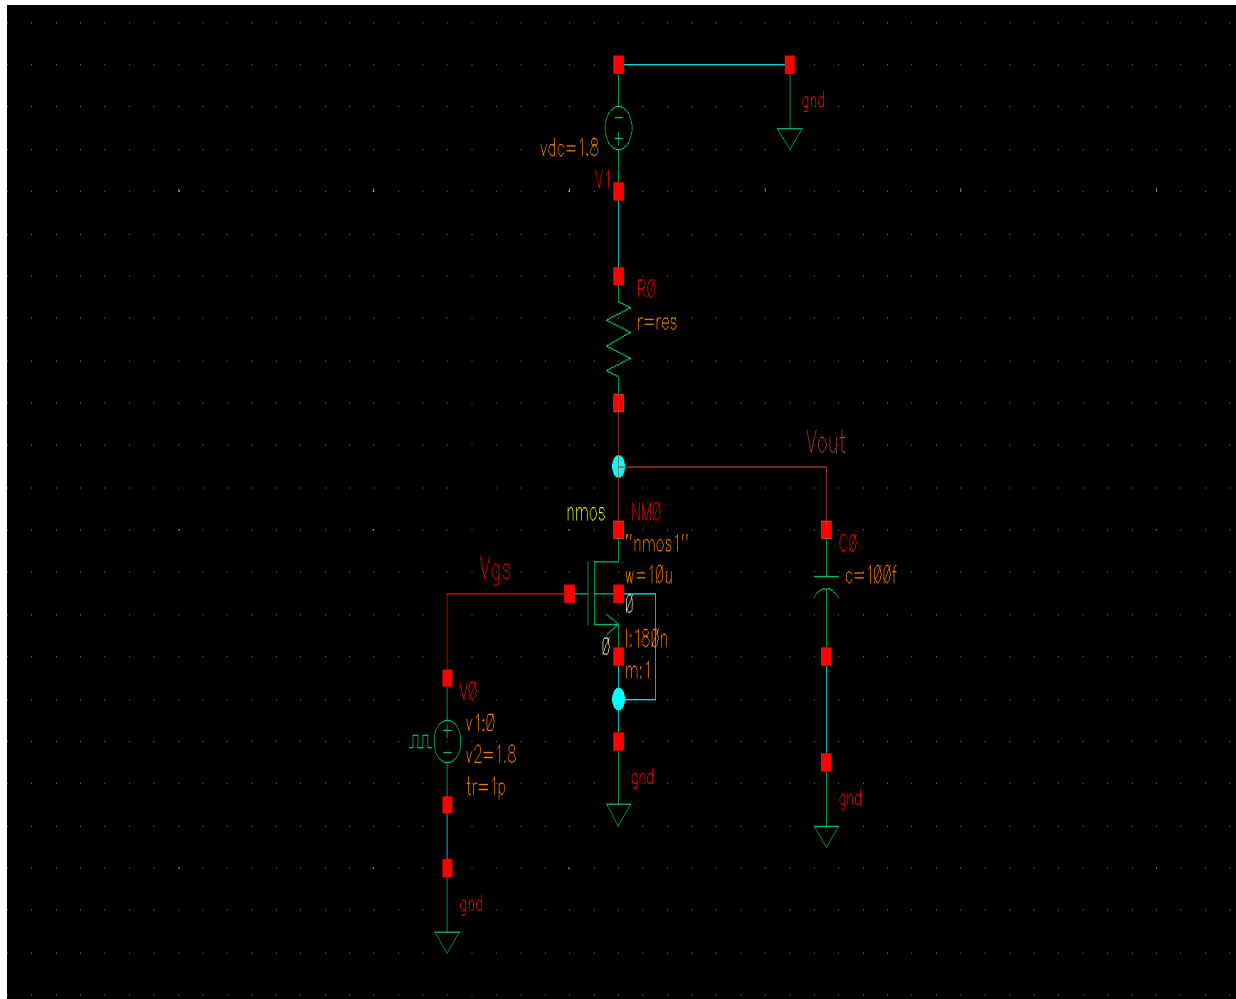 gnd
vdc=1.8
V1
R0
r=res
Vout
nmos
NM0
"nmos1"
C0
Vgs
w=10u
c=100f
0
0
l:180n
m:1
V0
v1:0
v2=1.8
tr=1p
gnd
gnd
gnd